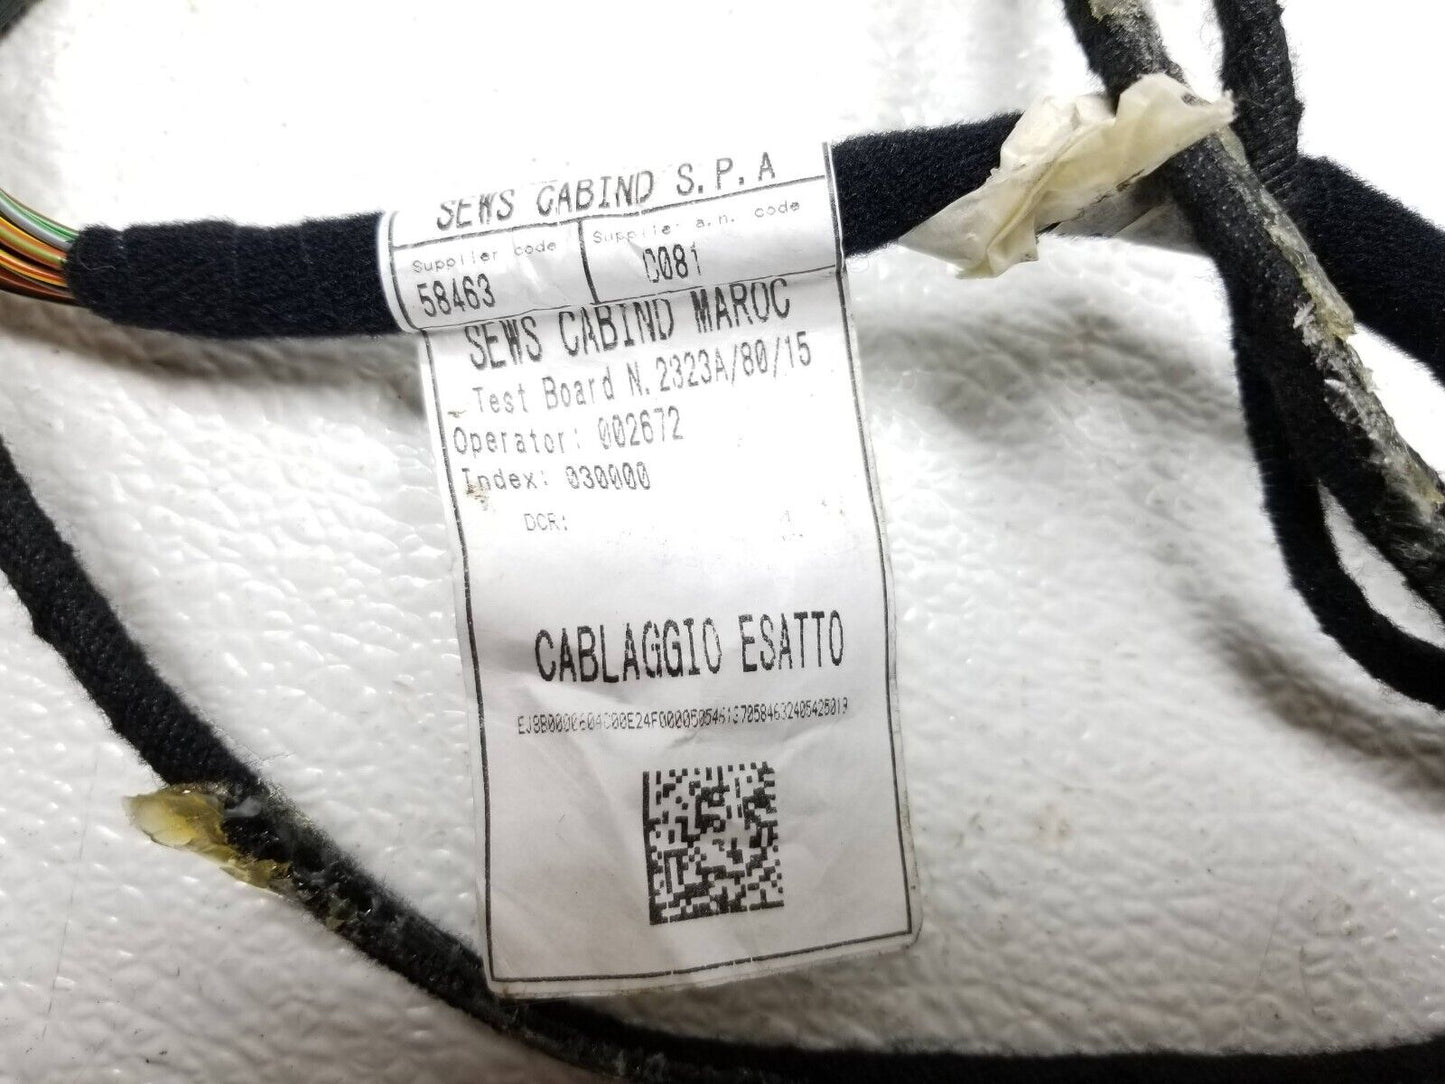 SEWS CABIND S.P.A
Supplier code
Supplier a.n. code
58463
C081
SEWS CABIND MAROC
Test Board N.2323A/80/15
Operator: 002672
Index: 030000
DCR:
CABLAGGIO ESATTO